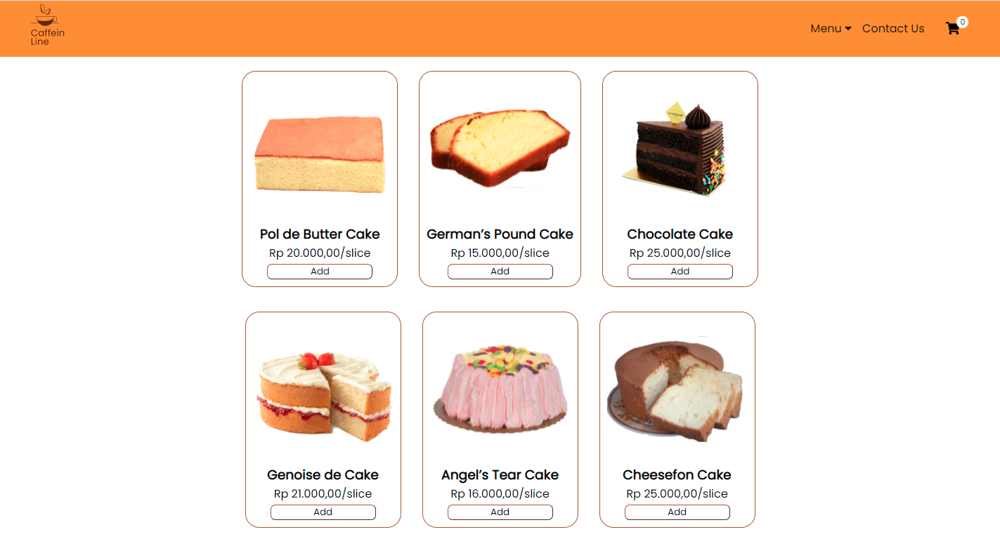 Caffein
Line
Menu
Contact Us
0
Pol de Butter Cake
Rp 20.000,00/slice
Add
German's Pound Cake
Rp 15.000,00/slice
Add
Chocolate Cake
Rp 25.000,00/slice
Add
Genoise de Cake
Rp 21.000,00/slice
Add
Angel's Tear Cake
Rp 16.000,00/slice
Add
Cheesefon Cake
Rp 25.000,00/slice
Add